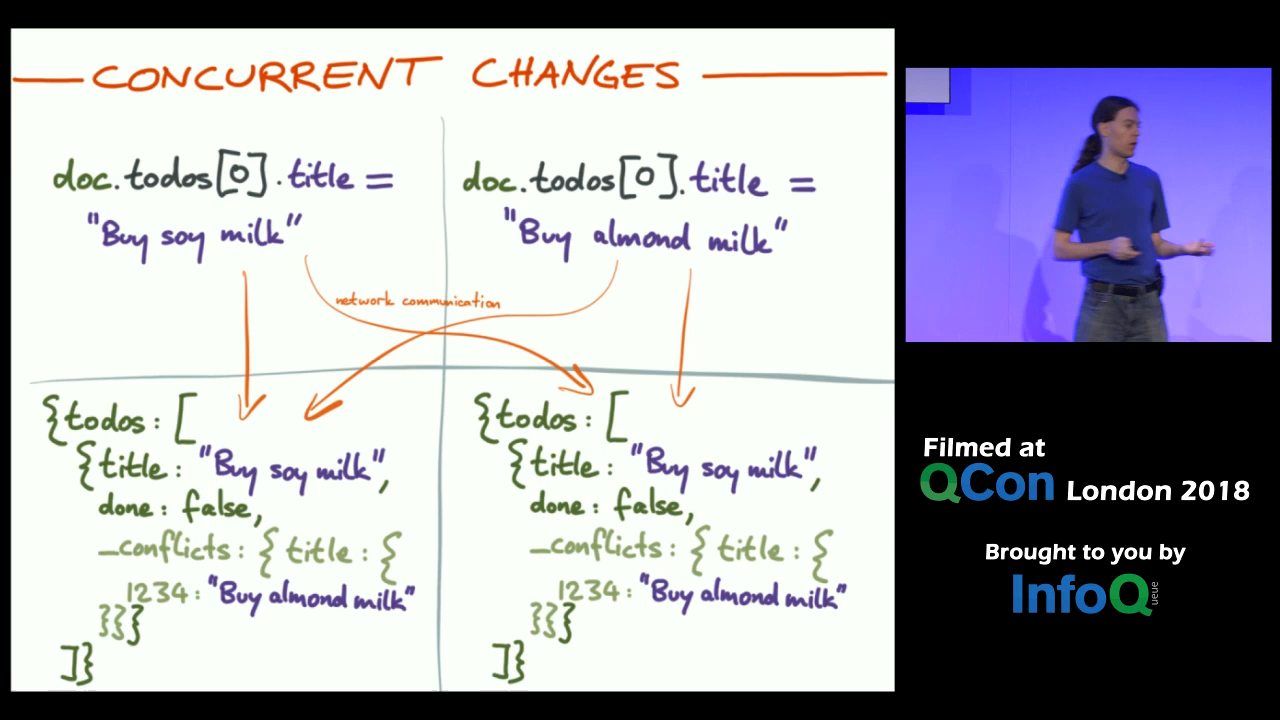 CONCURRENT CHANGES
doc.todos[0].title =
"Buy soy milk"
doc.todos[0].title =
"Buy almond milk"
network communication
{todos: [
{title: "Buy soy milk",
done: false,
_conflicts: { title: {
1234: "Buy almond milk"
}}}
]}
{todos: [
{title: "Buy soy milk",
done: false,
_conflicts: { title: {
1234: "Buy almond milk"
}}}
]}
Filmed at
QCon London 2018
Brought to you by
InfoQ
ueue